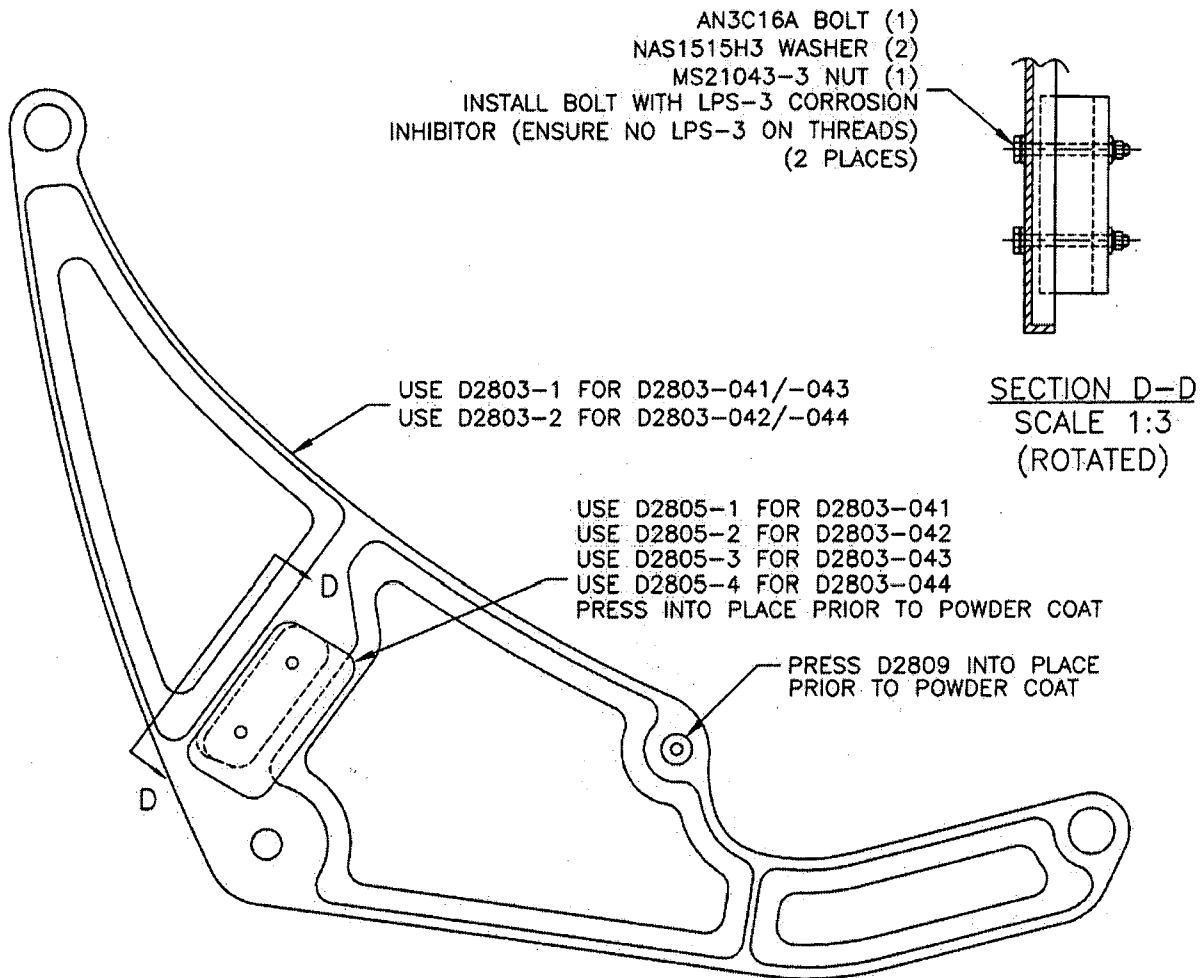 AN3C16A BOLT (1)
NAS1515H3 WASHER (2)
MS21043-3 NUT (1)
INSTALL BOLT WITH LPS-3 CORROSION
INHIBITOR (ENSURE NO LPS-3 ON THREADS)
(2 PLACES)
SECTION D-D
SCALE 1:3
(ROTATED)
USE D2803-1 FOR D2803-041/-043
USE D2803-2 FOR D2803-042/-044
USE D2805-1 FOR D2803-041
USE D2805-2 FOR D2803-042
USE D2805-3 FOR D2803-043
USE D2805-4 FOR D2803-044
PRESS INTO PLACE PRIOR TO POWDER COAT
D
PRESS D2809 INTO PLACE
PRIOR TO POWDER COAT
D